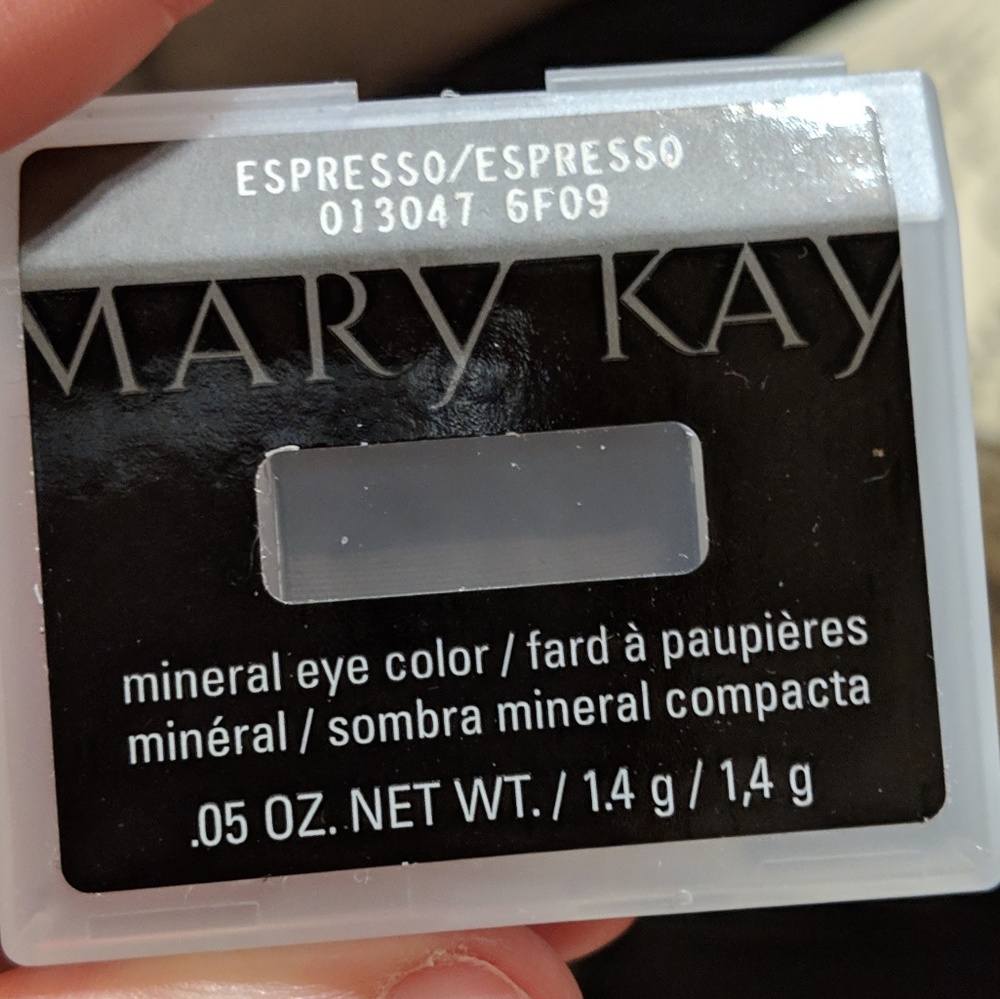 ESPRESSO/ESPRESSO
013047 6F09
MARY KAY
mineral eye color / fard à paupières
minéral / sombra mineral compacta
.05 OZ. NET WT. / 1.4 g / 1,4 g